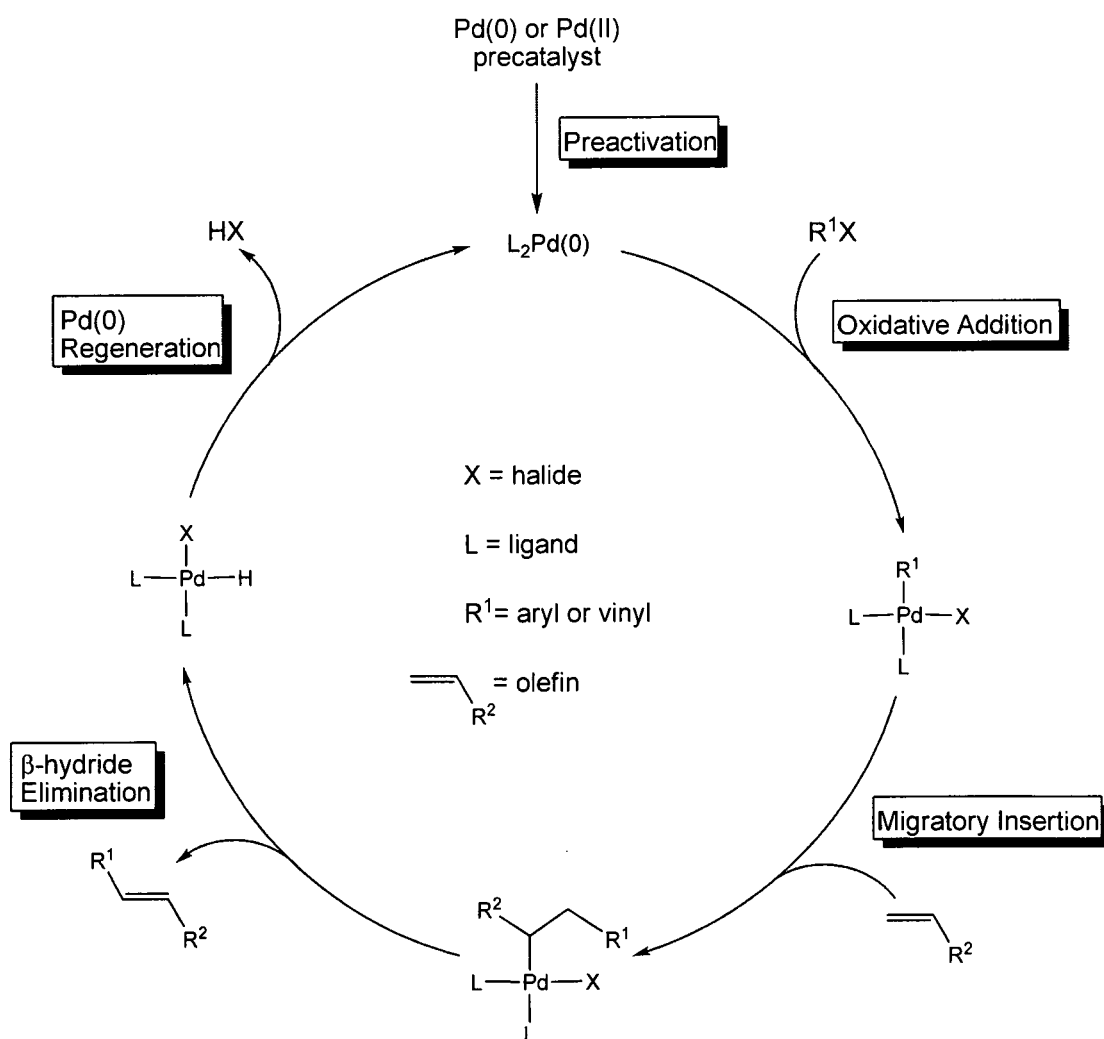 Pd(0) or Pd(II)
precatalyst
Preactivation
HX
L₂Pd(0)
R¹X
Pd(0)
Regeneration
Oxidative Addition
X = halide
L = ligand
R¹= aryl or vinyl
= olefin
R²
X
L Pd H
L
R¹
L Pd X
L
β-hydride
Elimination
Migratory Insertion
R¹
R²
R²
R¹
R²
L Pd X